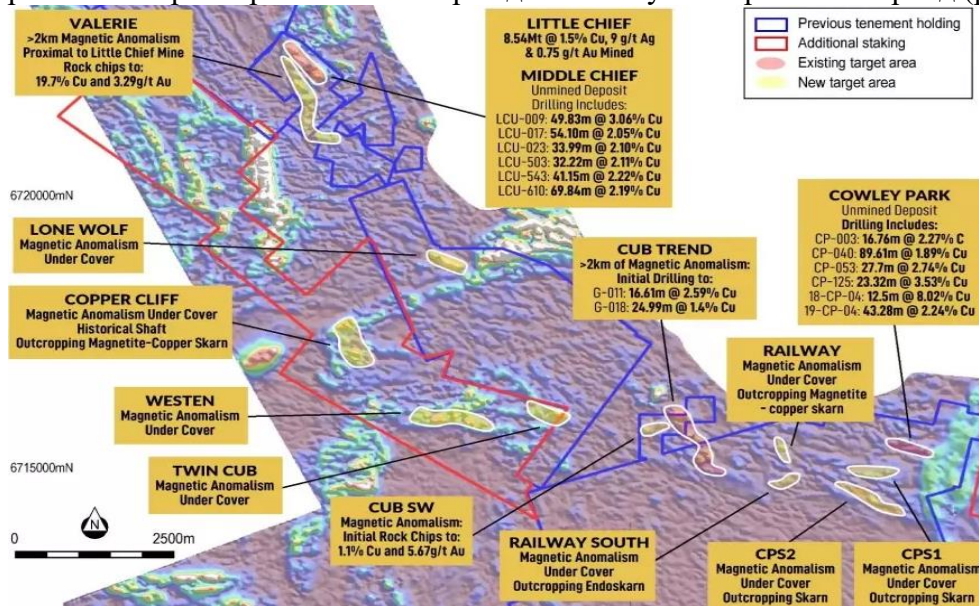 VALERIE
>2km Magnetic Anomalism
Proximal to Little Chief Mine
Rock chips to:
19.7% Cu and 3.29g/t Au
LITTLE CHIEF
8.54Mt @ 1.5% Cu, 9 g/t Ag
& 0.75 g/t Au Mined
MIDDLE CHIEF
Unmined Deposit
Drilling Includes:
LCU-009: 49.83m @ 3.06% Cu
LCU-017: 54.10m @ 2.05% Cu
LCU-023: 33.99m @ 2.10% Cu
LCU-503: 32.22m @ 2.11% Cu
LCU-543: 41.15m @ 2.22% Cu
LCU-610: 69.84m @ 2.19% Cu
Previous tenement holding
Additional staking
Existing target area
New target area
6720000mN
LONE WOLF
Magnetic Anomalism
Under Cover
CUB TREND
>2km of Magnetic Anomalism:
Initial Drilling to:
G-011: 16.61m @ 2.59% Cu
G-018: 24.99m @ 1.4% Cu
COWLEY PARK
Unmined Deposit
Drilling Includes:
CP-003: 16.76m @ 2.27% C
CP-040: 89.61m @ 1.89% Cu
CP-053: 27.7m @ 2.74% Cu
CP-125: 23.32m @ 3.53% Cu
18-CP-04: 12.5m @ 8.02% Cu
19-CP-04: 43.28m @ 2.24% Cu
COPPER CLIFF
Magnetic Anomalism Under Cover
Historical Shaft
Outcropping Magnetite-Copper Skarn
RAILWAY
Magnetic Anomalism
Under Cover
Outcropping Magnetite
- copper skarn
WESTEN
Magnetic Anomalism
Under Cover
6715000mN
TWIN CUB
Magnetic Anomalism
Under Cover
CUB SW
Magnetic Anomalism:
Initial Rock Chips to:
1.1% Cu and 5.67g/t Au
RAILWAY SOUTH
Magnetic Anomalism
Under Cover
Outcropping Endoskarn
CPS2
Magnetic Anomalism
Under Cover
Outcropping Skarn
CPS1
Magnetic Anomalism
Under Cover
Outcropping Skarn
N
0 2500m